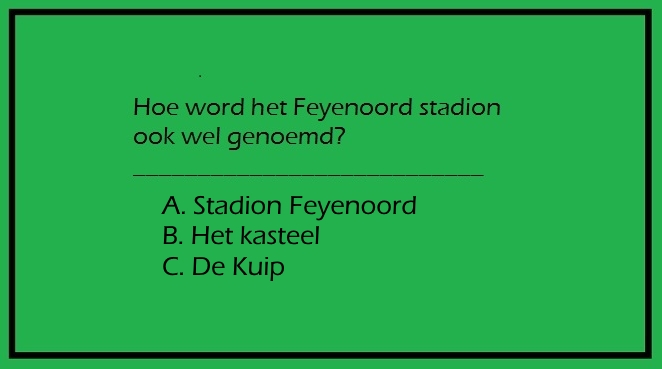 Hoe word het Feyenoord stadion
ook wel genoemd?
A. Stadion Feyenoord
B. Het kasteel
C. De Kuip